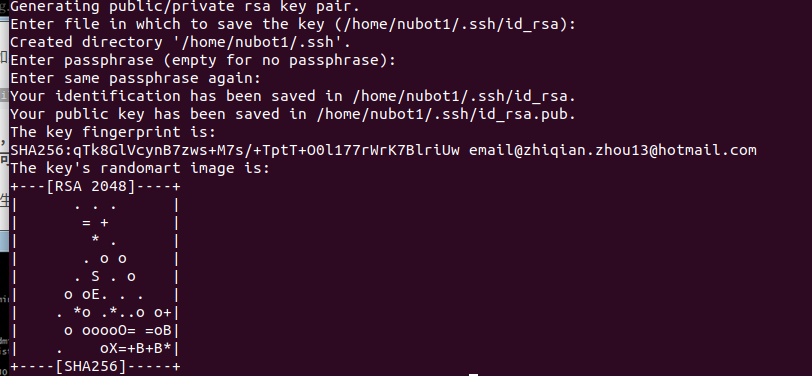 Generating public/private rsa key pair.
Enter file in which to save the key (/home/nubot1/.ssh/id_rsa):
Created directory '/home/nubot1/.ssh'.
Enter passphrase (empty for no passphrase):
Enter same passphrase again:
Your identification has been saved in /home/nubot1/.ssh/id_rsa.
Your public key has been saved in /home/nubot1/.ssh/id_rsa.pub.
The key fingerprint is:
SHA256:qTk8GlVcynB7zws+M7s/+TptT+O0l177rWrK7BlriUw email@zhiqian.zhou13@hotmail.com
The key's randomart image is:
+---[RSA 2048]----+
|      . . .      |
|       = +       |
|        * .      |
|       . o o     |
|      . S . o    |
|     o oE. . .   |
|    . *o .*..o o+|
|     o ooooO= =oB|
|    .    oX=+B+B*|
+----[SHA256]-----+